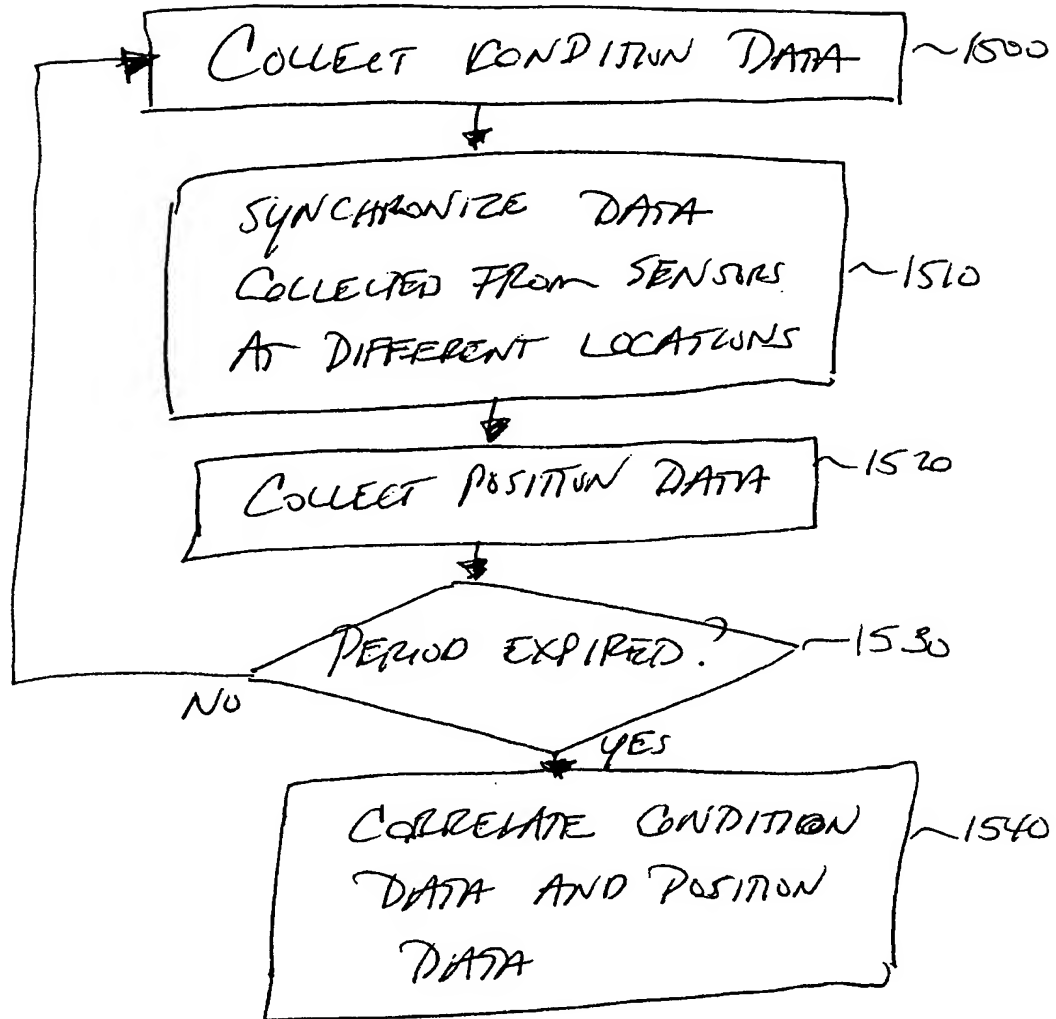 COLLECT CONDITION DATA ~1500
SYNCHRONIZE DATA
COLLECTED FROM SENSORS ~1510
AT DIFFERENT LOCATIONS
COLLECT POSITION DATA ~1520
PERIOD EXPIRED? ~1530
NO
YES
CORRELATE CONDITION ~1540
DATA AND POSITION
DATA